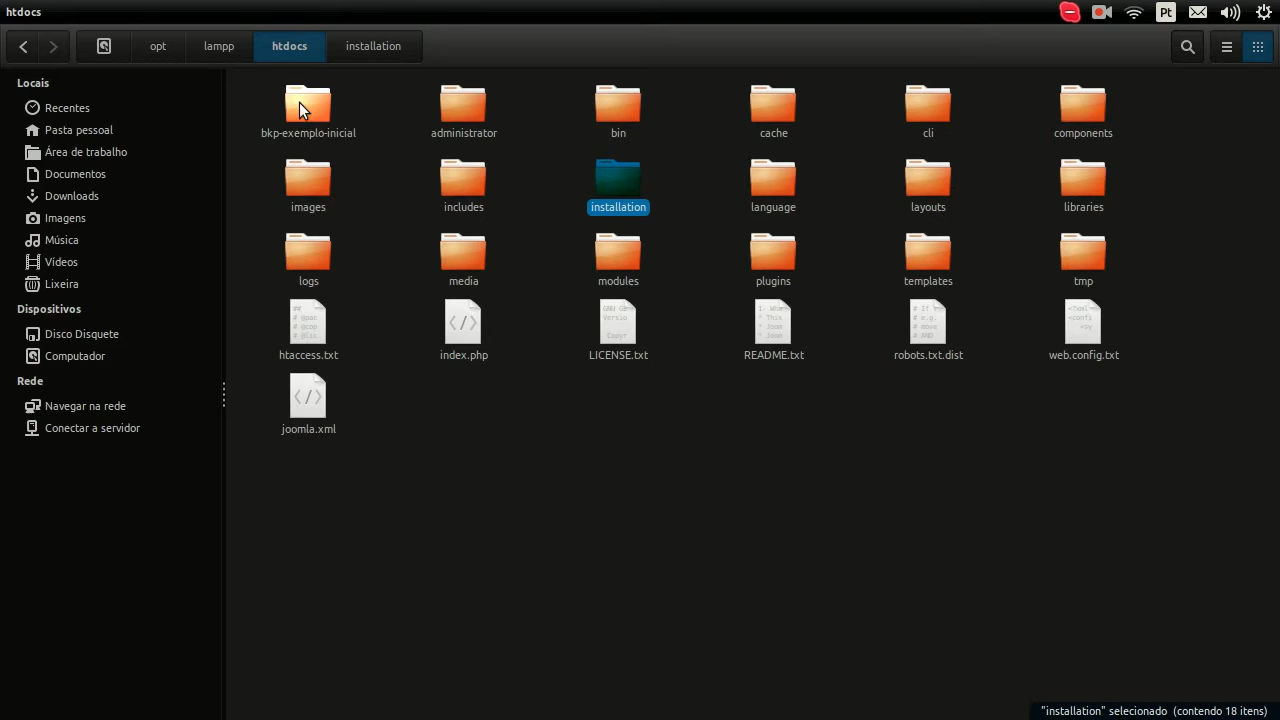 htdocs
Pt
opt
lampp
htdocs
installation
Locais
Recentes
Pasta pessoal
Área de trabalho
Documentos
Downloads
Imagens
Música
Vídeos
Lixeira
Dispositivos
Disco Disquete
Computador
Rede
Navegar na rede
Conectar a servidor
bkp-exemplo-inicial
administrator
bin
cache
cli
components
images
includes
installation
language
layouts
libraries
logs
media
modules
plugins
templates
tmp
htaccess.txt
index.php
LICENSE.txt
README.txt
robots.txt.dist
web.config.txt
joomla.xml
"installation" selecionado (contendo 18 itens)